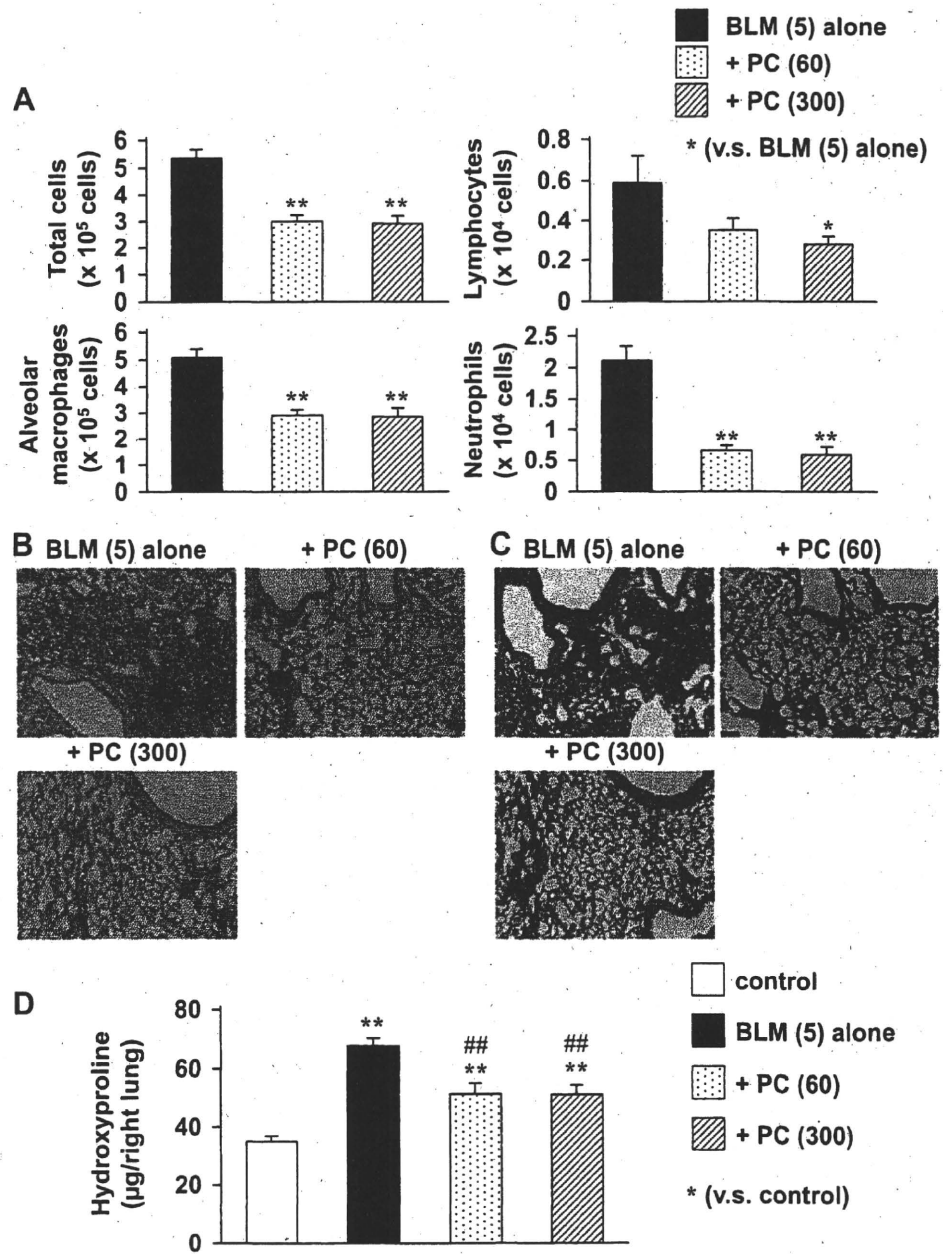 BLM (5) alone
+ PC (60)
+ PC (300)
* (v.s. BLM (5) alone)
A
Total cells
(x 10⁵ cells)
6
5
4
3
2
1
0
**
**
Lymphocytes
(x 10⁴ cells)
0.8
0.6
0.4
0.2
0
*
Alveolar
macrophages
(x 10⁵ cells)
6
5
4
3
2
1
0
**
**
Neutrophils
(x 10⁴ cells)
2.5
2
1.5
1
0.5
0
**
**
B
BLM (5) alone
+ PC (60)
+ PC (300)
C
BLM (5) alone
+ PC (60)
+ PC (300)
D
Hydroxyproline
(µg/right lung)
80
60
40
20
0
**
##
**
##
**
control
BLM (5) alone
+ PC (60)
+ PC (300)
* (v.s. control)